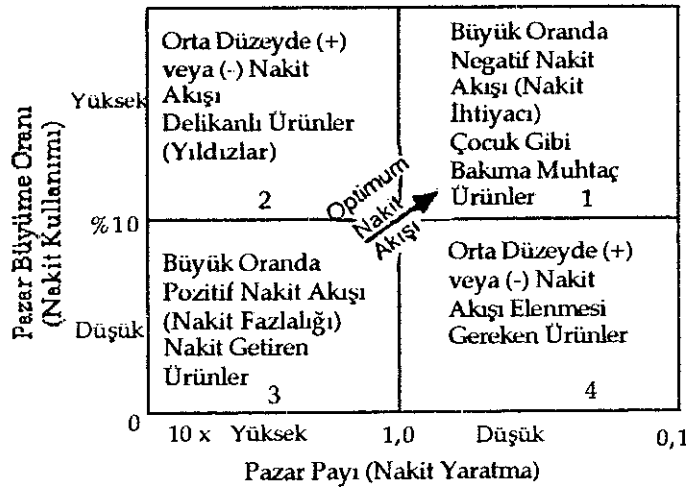 Pazar Büyüme Oranı
(Nakit Kullanımı)
Yüksek
%10
Düşük
0
Orta Düzeyde (+)
veya (-) Nakit
Akışı
Delikanlı Ürünler
(Yıldızlar)
2
Büyük Oranda
Negatif Nakit
Akışı (Nakit
İhtiyacı)
Çocuk Gibi
Bakıma Muhtaç
Ürünler
1
Optimum
Nakit
Akışı
Büyük Oranda
Pozitif Nakit Akışı
(Nakit Fazlalığı)
Nakit Getiren
Ürünler
3
Orta Düzeyde (+)
veya (-) Nakit
Akışı Elenmesi
Gereken Ürünler
4
10 x Yüksek 1,0 Düşük 0,1
Pazar Payı (Nakit Yaratma)